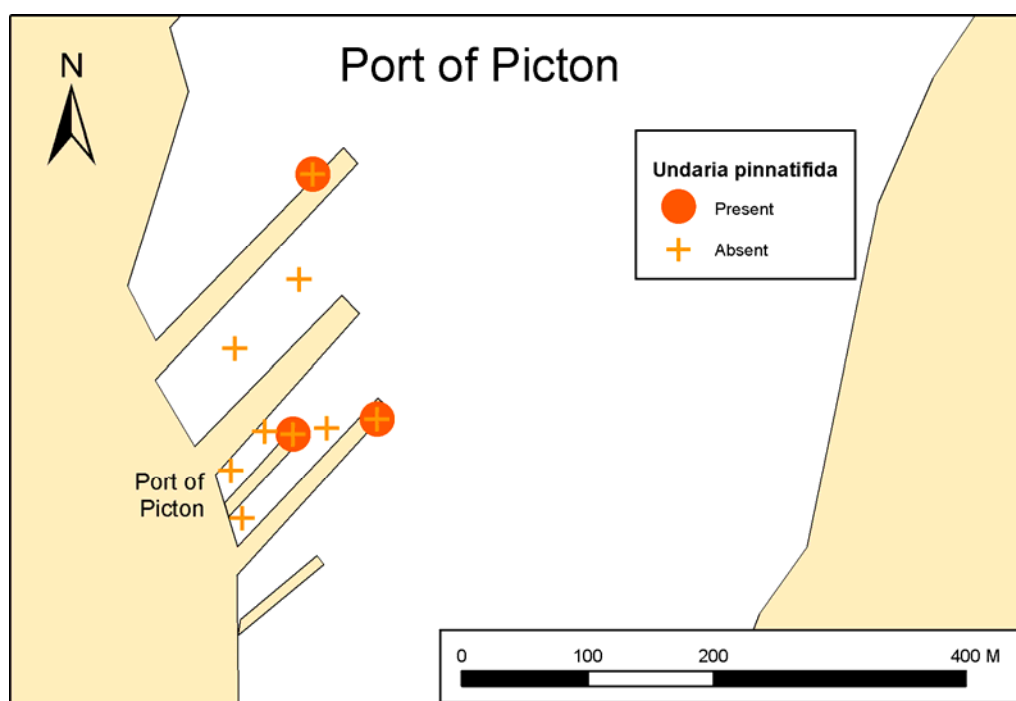 Port of Picton
N
Undaria pinnatifida
Present
Absent
Port of
Picton
0 100 200 400 M